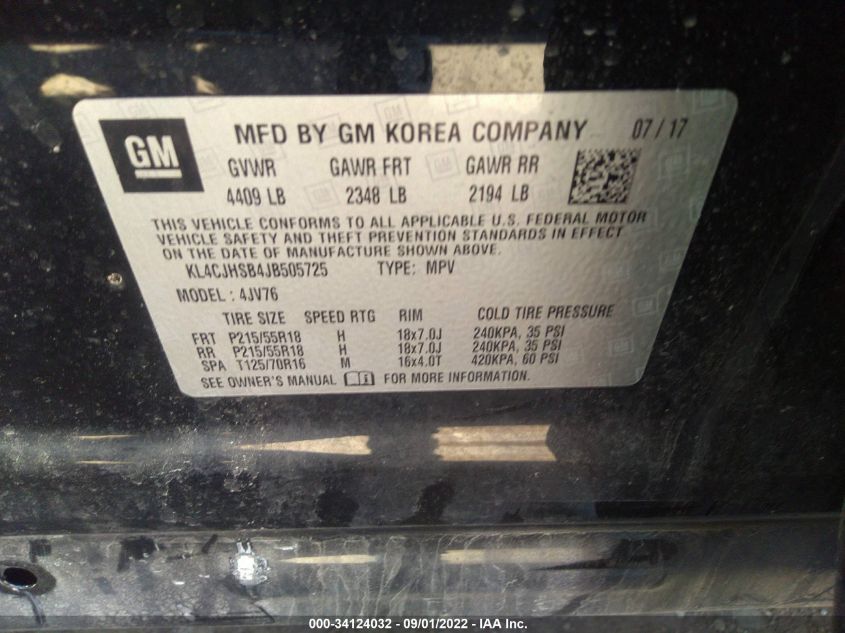 GM
MFD BY GM KOREA COMPANY 07/17
GVWR GAWR FRT GAWR RR
4409 LB 2348 LB 2194 LB
THIS VEHICLE CONFORMS TO ALL APPLICABLE U.S. FEDERAL MOTOR
VEHICLE SAFETY AND THEFT PREVENTION STANDARDS IN EFFECT
ON THE DATE OF MANUFACTURE SHOWN ABOVE.
KL4CJHSB4JB505725 TYPE: MPV
MODEL: 4JV76
TIRE SIZE SPEED RTG RIM COLD TIRE PRESSURE
FRT P215/55R18 H 18x7.0J 240KPA, 35 PSI
RR P215/55R18 H 18x7.0J 240KPA, 35 PSI
SPA T125/70R16 M 16x4.0T 420KPA, 60 PSI
SEE OWNER'S MANUAL FOR MORE INFORMATION.
000-34124032 - 09/01/2022 - IAA Inc.